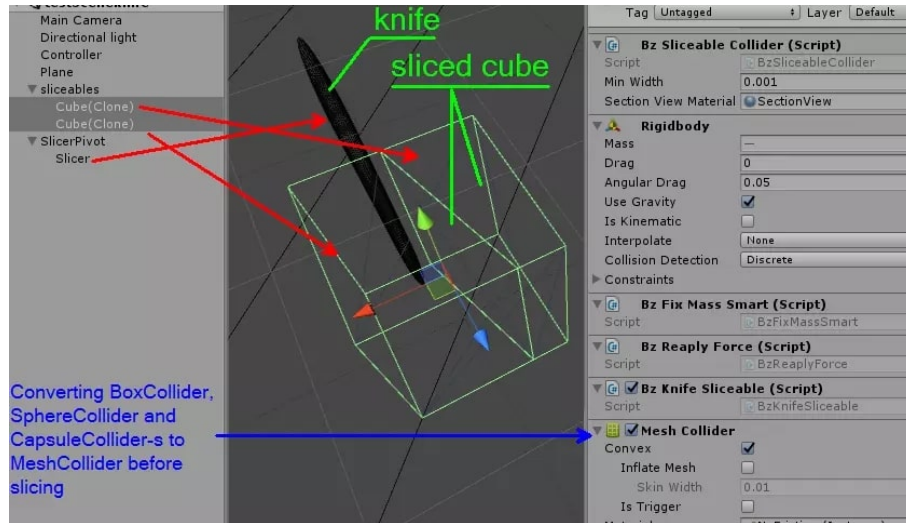 testSceneKnife
Main Camera
Directional light
Controller
Plane
sliceables
Cube(Clone)
Cube(Clone)
SlicerPivot
Slicer
Converting BoxCollider,
SphereCollider and
CapsuleCollider-s to
MeshCollider before
slicing
knife
sliced cube
Tag Untagged Layer Default
Bz Sliceable Collider (Script)
Script BzSliceableCollider
Min Width 0.001
Section View Material SectionView
Rigidbody
Mass —
Drag 0
Angular Drag 0.05
Use Gravity
Is Kinematic
Interpolate None
Collision Detection Discrete
Constraints
Bz Fix Mass Smart (Script)
Script BzFixMassSmart
Bz Reaply Force (Script)
Script BzReaplyForce
Bz Knife Sliceable (Script)
Script BzKnifeSliceable
Mesh Collider
Convex
Inflate Mesh
Skin Width 0.01
Is Trigger